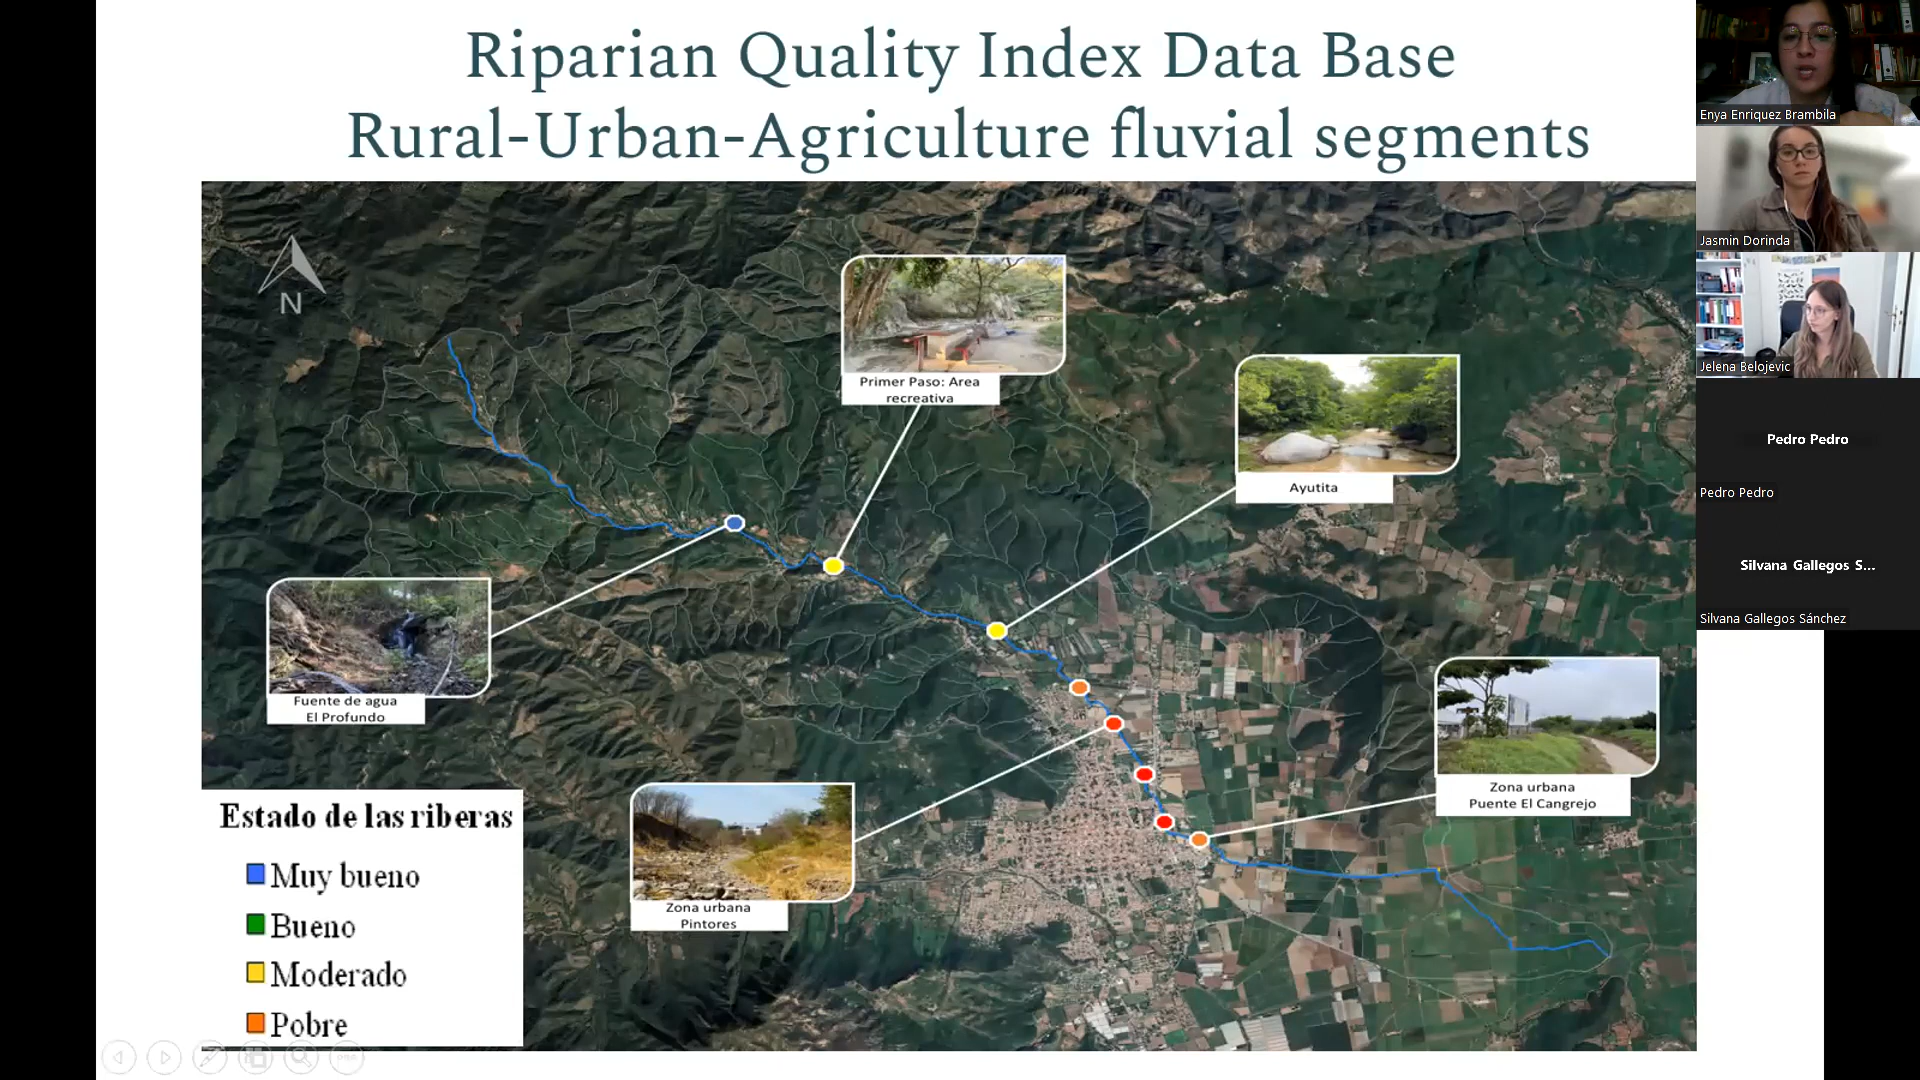 Riparian Quality Index Data Base
Rural-Urban-Agriculture fluvial segments
N
Primer Paso: Area
recreativa
Ayutita
Fuente de agua
El Profundo
Zona urbana
Puente El Cangrejo
Zona urbana
Pintores
Estado de las riberas
Muy bueno
Bueno
Moderado
Pobre
Enya Enriquez Brambila
Jasmin Dorinda
Jelena Belojevic
Pedro Pedro
Pedro Pedro
Silvana Gallegos S...
Silvana Gallegos Sánchez